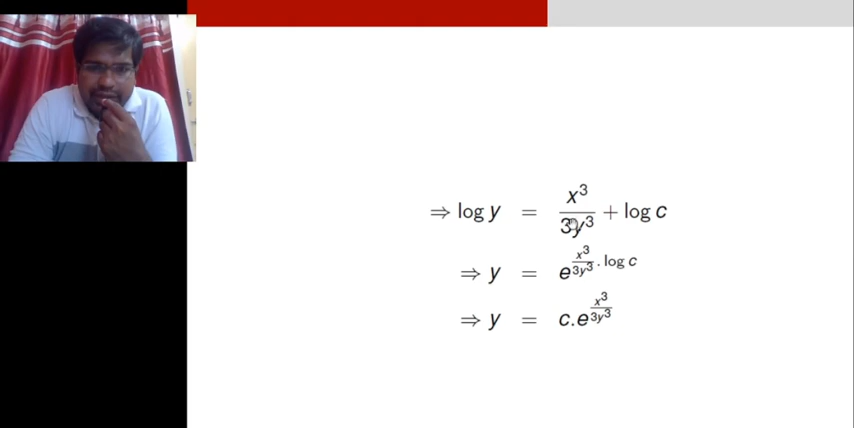 ⇒ log y = x³/3y³ + log c
⇒ y = e^(x³/3y³ . log c)
⇒ y = c.e^(x³/3y³)